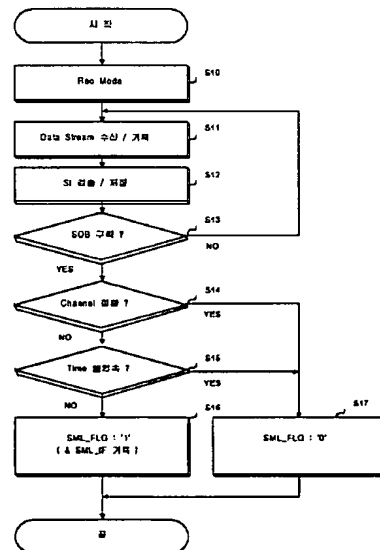 시 작
Rec Mode
S10
Data Stream 수신 / 기록
S11
SI 검출 / 저장
S12
SOB 구획 ?
S13
NO
YES
Channel 전환 ?
S14
YES
NO
Time 불연속 ?
S15
YES
NO
S16
SML_FLG : '1'
( & SML_IF 기록 )
S17
SML_FLG : '0'
끝